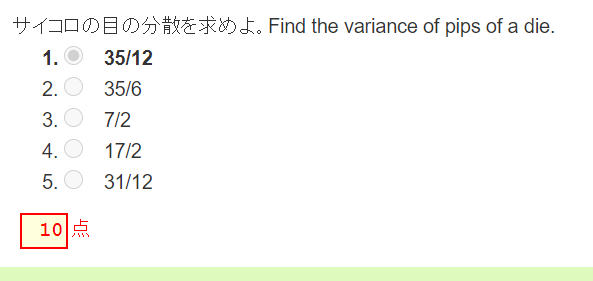 サイコロの目の分散を求めよ。Find the variance of pips of a die.
1. 35/12
2. 35/6
3. 7/2
4. 17/2
5. 31/12
10 点